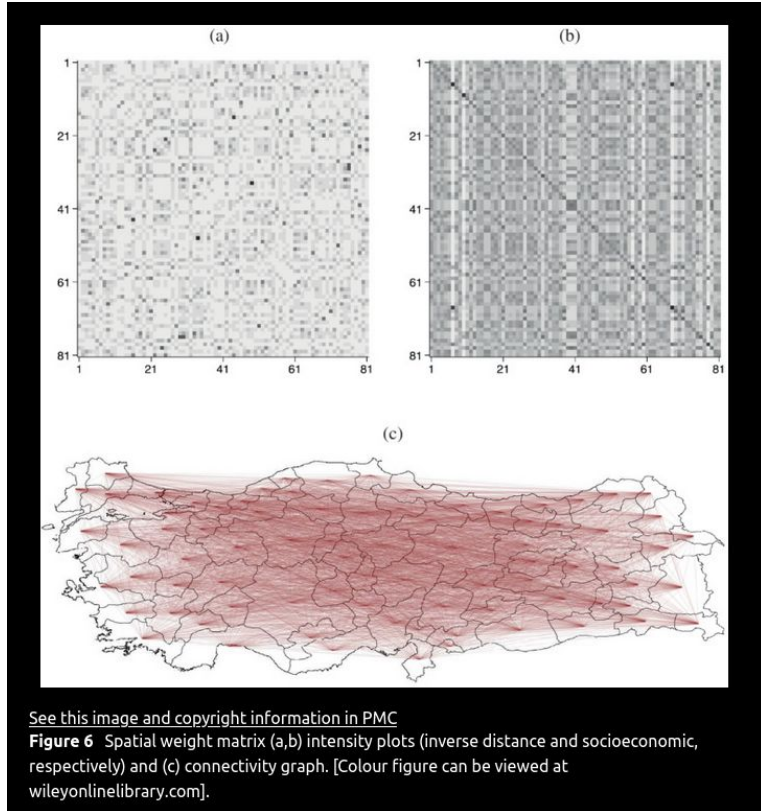 (a) (b)
1 1
21 21
41 41
61 61
81 81
1 21 41 61 81 1 21 41 61 81
(c)
See this image and copyright information in PMC
Figure 6 Spatial weight matrix (a,b) intensity plots (inverse distance and socioeconomic,
respectively) and (c) connectivity graph. [Colour figure can be viewed at
wileyonlinelibrary.com].